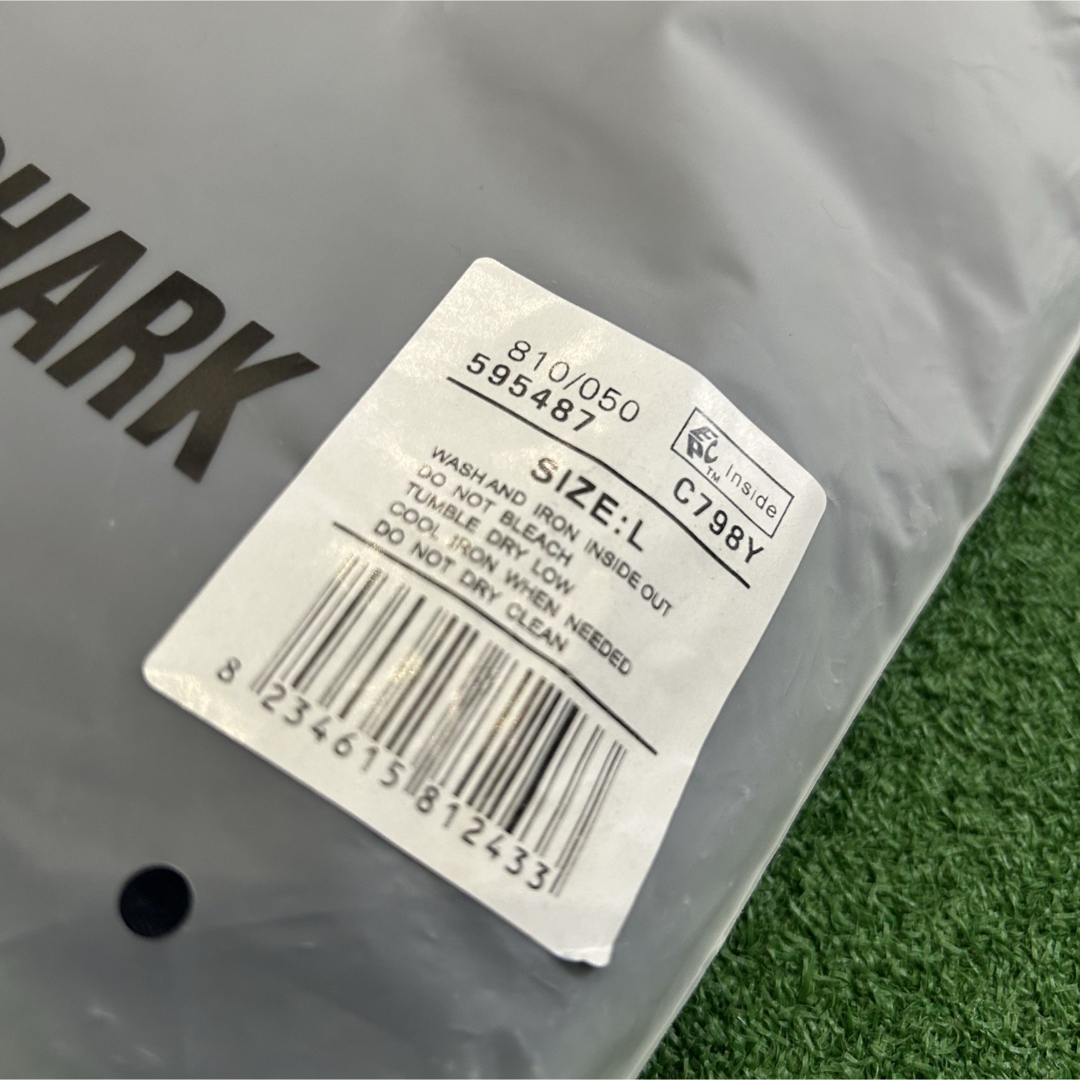 HARK
810/050
595487
EPC™ Inside
C798Y
SIZE:L
WASH AND IRON INSIDE OUT
DO NOT BLEACH
TUMBLE DRY LOW
COOL IRON WHEN NEEDED
DO NOT DRY CLEAN
8 234615 812433